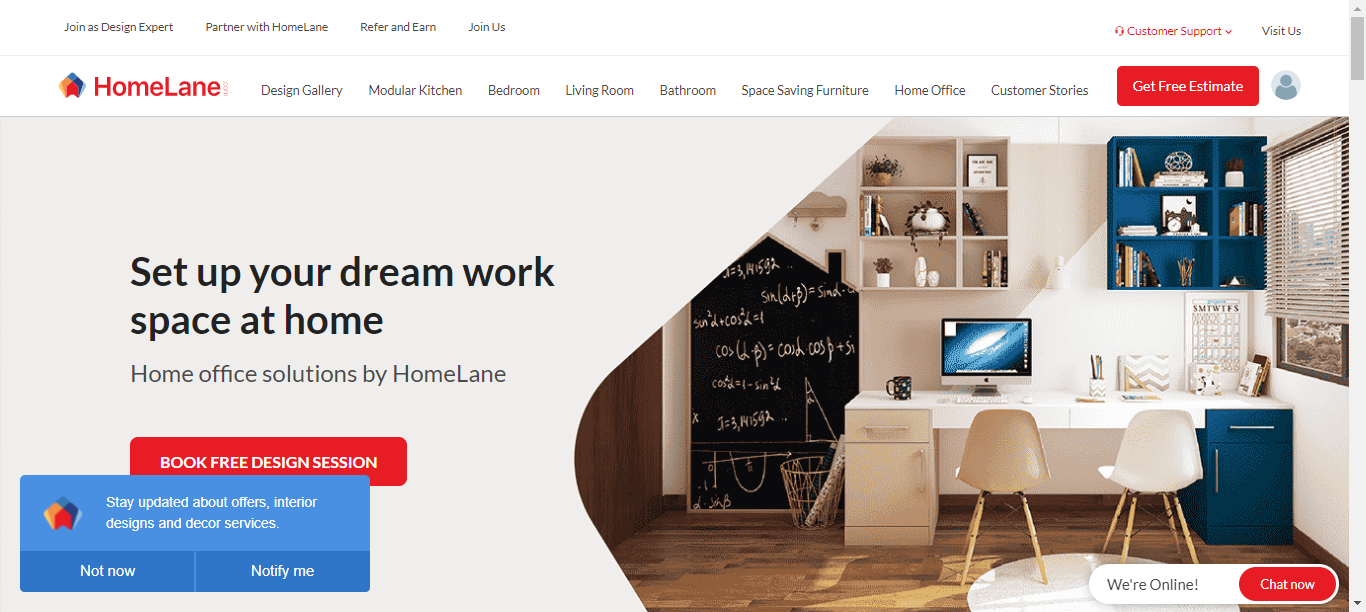 Join as Design Expert
Partner with HomeLane
Refer and Earn
Join Us
Customer Support
Visit Us
HomeLane
Design Gallery
Modular Kitchen
Bedroom
Living Room
Bathroom
Space Saving Furniture
Home Office
Customer Stories
Get Free Estimate
Set up your dream work
space at home
Home office solutions by HomeLane
BOOK FREE DESIGN SESSION
Stay updated about offers, interior
designs and decor services.
Not now
Notify me
SMTWTFS
We're Online!
Chat now